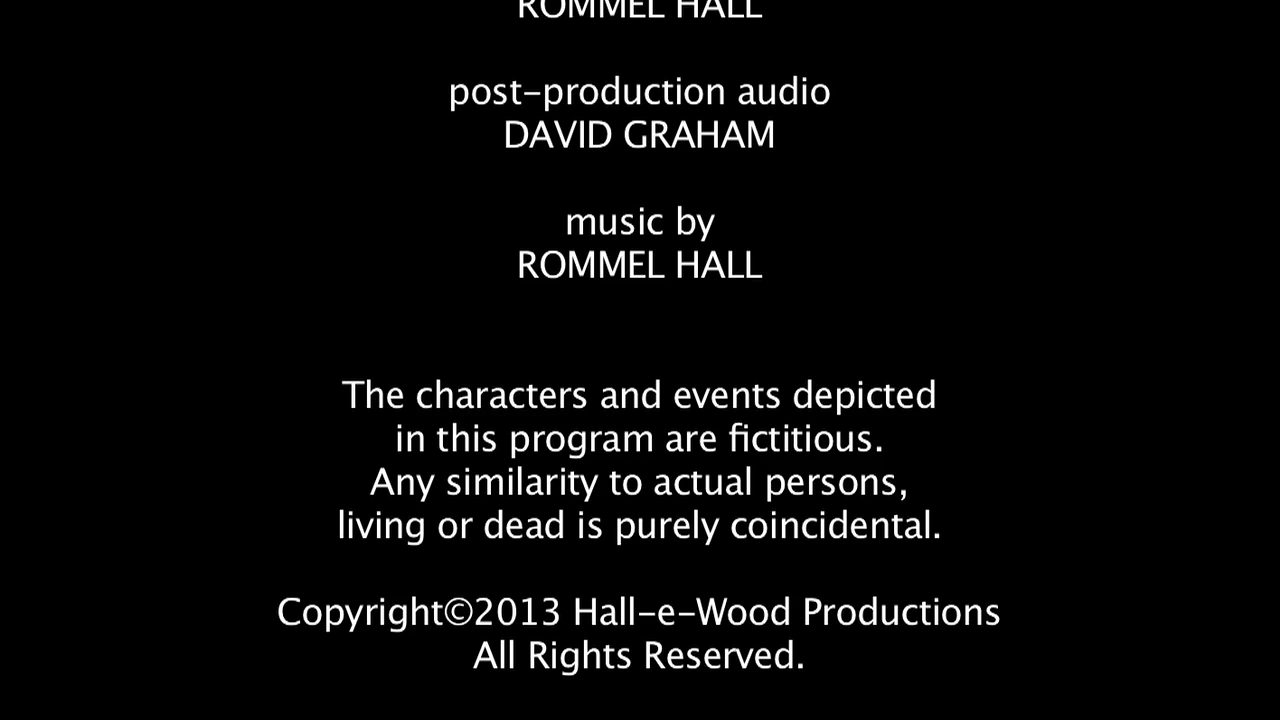 ROMMEL HALL
post-production audio
DAVID GRAHAM
music by
ROMMEL HALL
The characters and events depicted
in this program are fictitious.
Any similarity to actual persons,
living or dead is purely coincidental.
Copyright©2013 Hall-e-Wood Productions
All Rights Reserved.